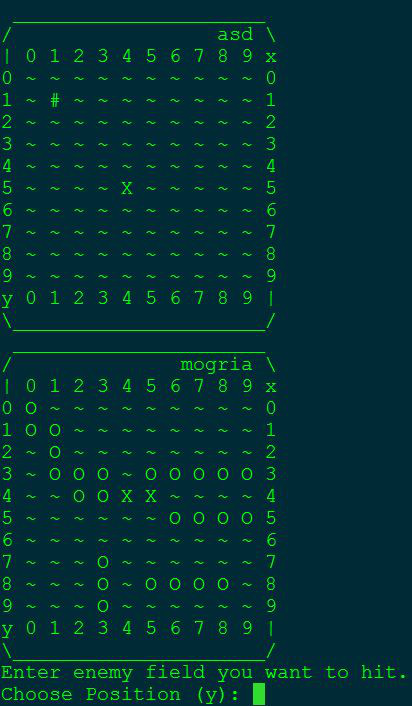 _____________________
/                 asd \
| 0 1 2 3 4 5 6 7 8 9 x
0 ~ ~ ~ ~ ~ ~ ~ ~ ~ ~ 0
1 ~ # ~ ~ ~ ~ ~ ~ ~ ~ 1
2 ~ ~ ~ ~ ~ ~ ~ ~ ~ ~ 2
3 ~ ~ ~ ~ ~ ~ ~ ~ ~ ~ 3
4 ~ ~ ~ ~ ~ ~ ~ ~ ~ ~ 4
5 ~ ~ ~ ~ X ~ ~ ~ ~ ~ 5
6 ~ ~ ~ ~ ~ ~ ~ ~ ~ ~ 6
7 ~ ~ ~ ~ ~ ~ ~ ~ ~ ~ 7
8 ~ ~ ~ ~ ~ ~ ~ ~ ~ ~ 8
9 ~ ~ ~ ~ ~ ~ ~ ~ ~ ~ 9
y 0 1 2 3 4 5 6 7 8 9 |
\_____________________/
 _____________________
/              mogria \
| 0 1 2 3 4 5 6 7 8 9 x
0 O ~ ~ ~ ~ ~ ~ ~ ~ ~ 0
1 O O ~ ~ ~ ~ ~ ~ ~ ~ 1
2 ~ O ~ ~ ~ ~ ~ ~ ~ ~ 2
3 ~ O O O ~ O O O O O 3
4 ~ ~ O O X X ~ ~ ~ ~ 4
5 ~ ~ ~ ~ ~ ~ O O O O 5
6 ~ ~ ~ ~ ~ ~ ~ ~ ~ ~ 6
7 ~ ~ ~ O ~ ~ ~ ~ ~ ~ 7
8 ~ ~ ~ O ~ O O O O ~ 8
9 ~ ~ ~ O ~ ~ ~ ~ ~ ~ 9
y 0 1 2 3 4 5 6 7 8 9 |
\_____________________/
Enter enemy field you want to hit.
Choose Position (y):